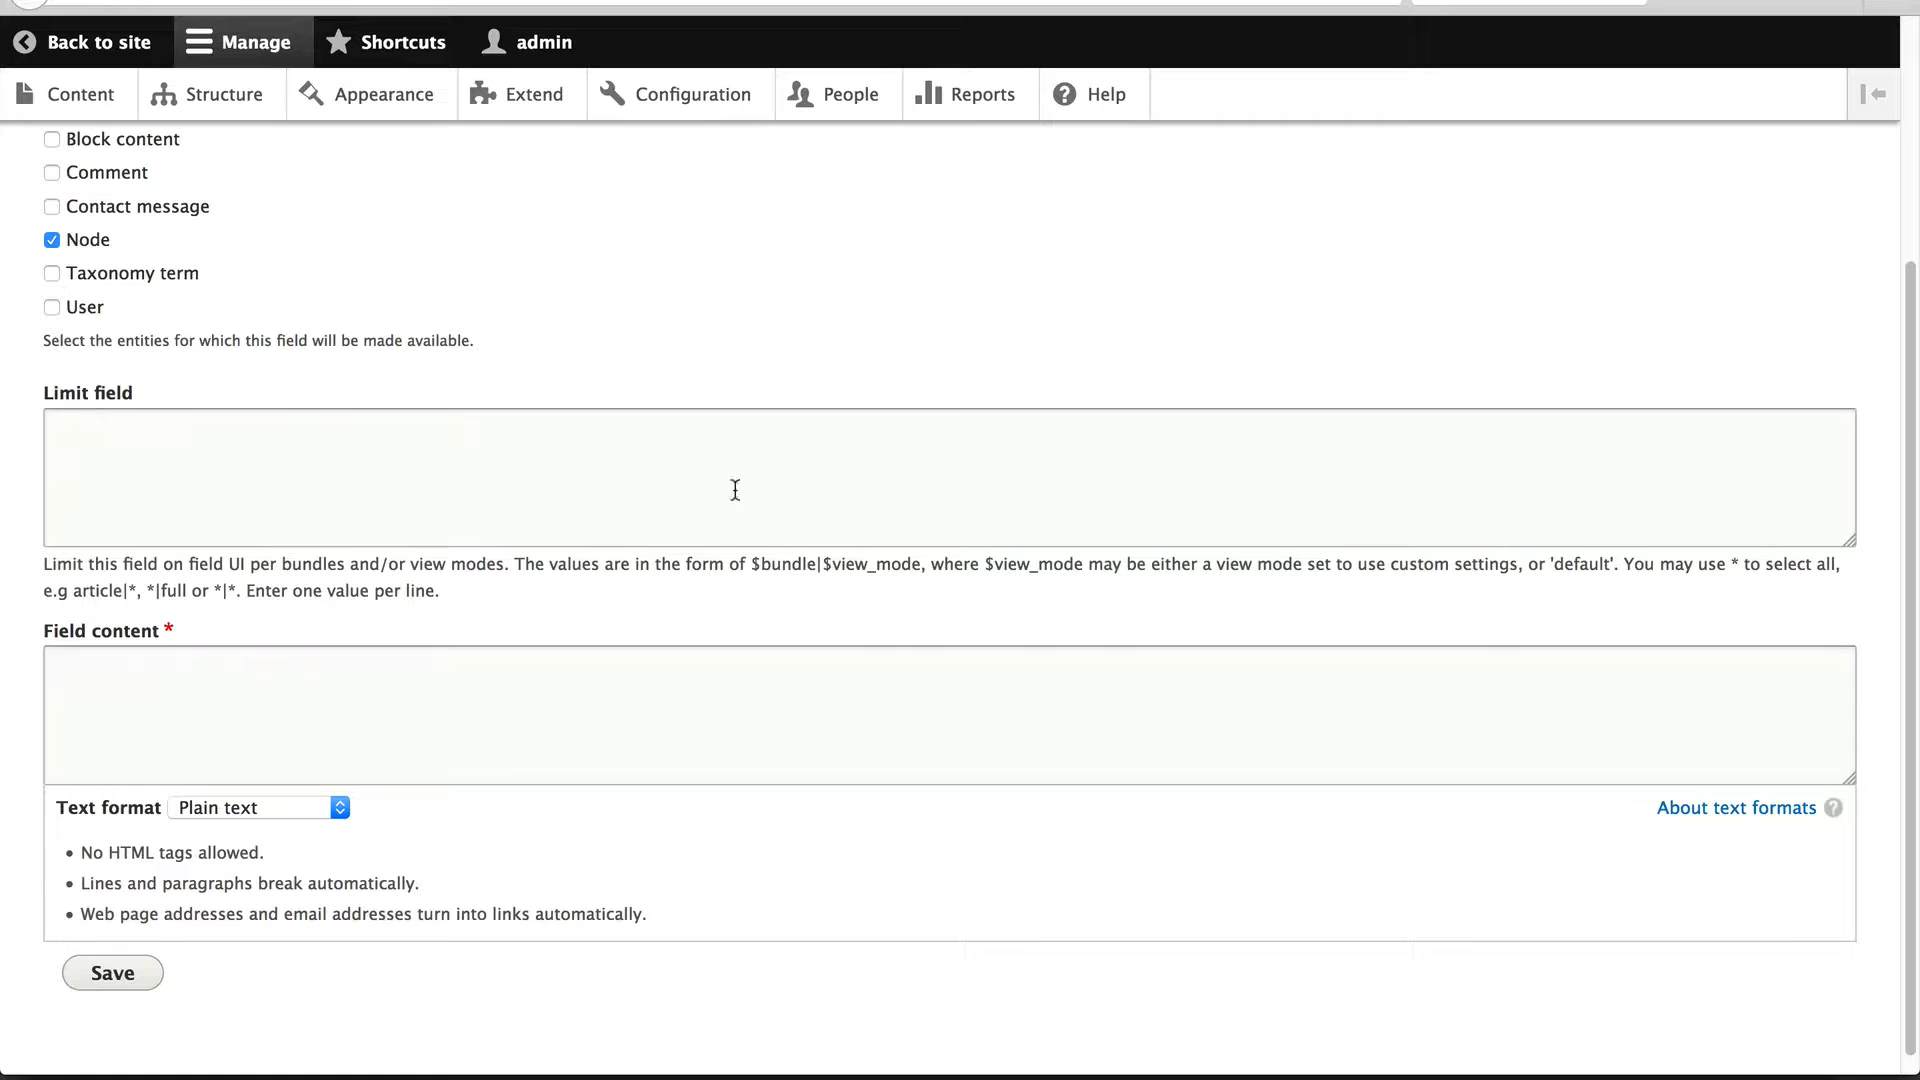 Back to site Manage Shortcuts admin
Content Structure Appearance Extend Configuration People Reports Help
Block content
Comment
Contact message
Node
Taxonomy term
User
Select the entities for which this field will be made available.
Limit field
Limit this field on field UI per bundles and/or view modes. The values are in the form of $bundle|$view_mode, where $view_mode may be either a view mode set to use custom settings, or 'default'. You may use * to select all,
e.g article|*, *|full or *|*. Enter one value per line.
Field content *
Text format Plain text About text formats ?
• No HTML tags allowed.
• Lines and paragraphs break automatically.
• Web page addresses and email addresses turn into links automatically.
Save